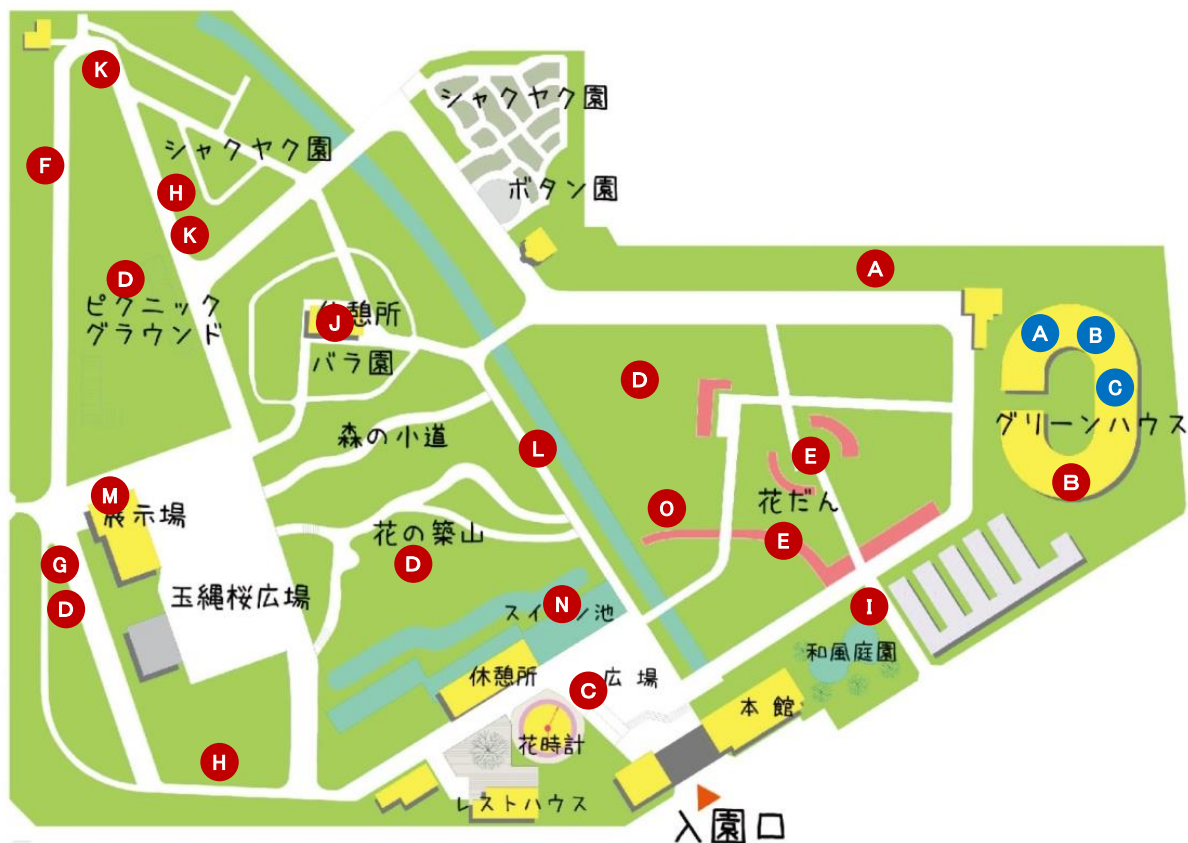 K
シャクヤク園
シャクヤク園
F
H
ボタン園
K
D
A
ピクニック
グラウンド
J
休憩所
バラ園
A
B
C
D
グリーンハウス
森の小道
L
E
B
M
展示場
O
花だん
花の築山
E
G
D
D
玉縄桜広場
N
スイレン池
I
和風庭園
休憩所
C
広場
本館
花時計
H
レストハウス
入園口